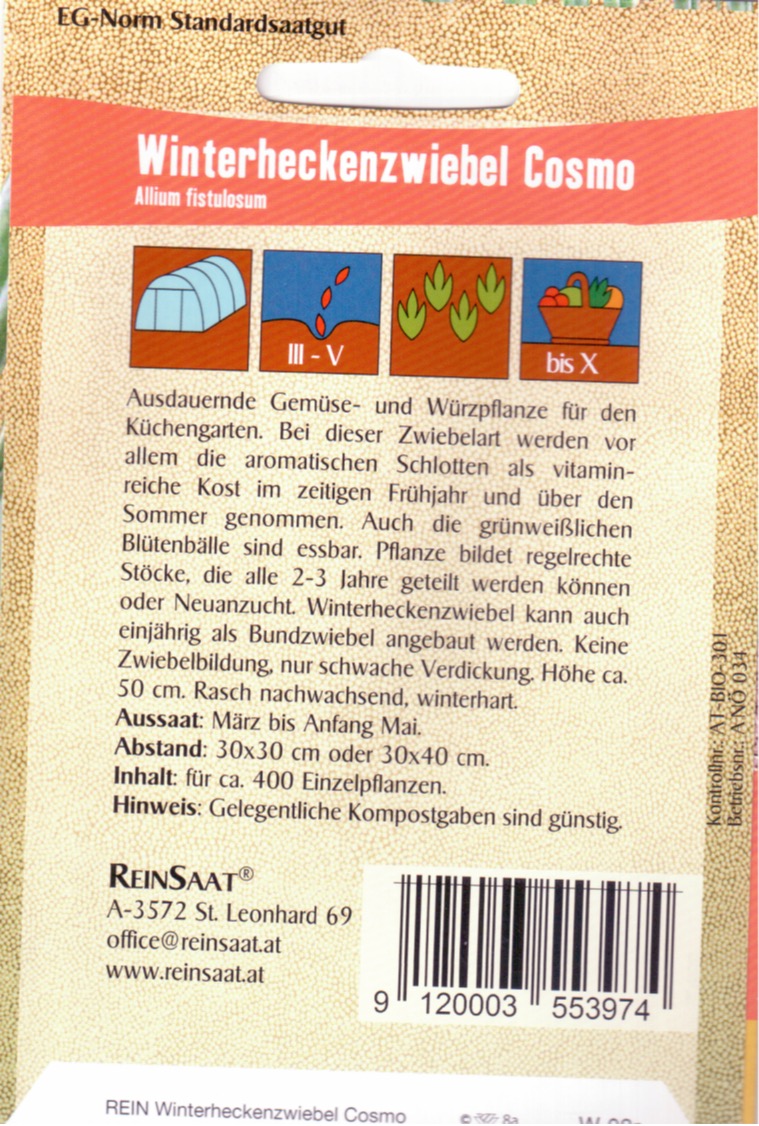 EG-Norm Standardsaatgut
Winterheckenzwiebel Cosmo
Allium fistulosum
III - V
bis X
Ausdauernde Gemüse- und Würzpflanze für den
Küchengarten. Bei dieser Zwiebelart werden vor
allem die aromatischen Schlotten als vitamin-
reiche Kost im zeitigen Frühjahr und über den
Sommer genommen. Auch die grünweißlichen
Blütenbälle sind essbar. Pflanze bildet regelrechte
Stöcke, die alle 2-3 Jahre geteilt werden können
oder Neuanzucht. Winterheckenzwiebel kann auch
einjährig als Bundzwiebel angebaut werden. Keine
Zwiebelbildung, nur schwache Verdickung. Höhe ca.
50 cm. Rasch nachwachsend, winterhart.
Aussaat: März bis Anfang Mai.
Abstand: 30x30 cm oder 30x40 cm.
Inhalt: für ca. 400 Einzelpflanzen.
Hinweis: Gelegentliche Kompostgaben sind günstig.
Kontrollnr.: AT-BIO-301
Betriebsnr.: A NÖ 034
REINSAAT®
A-3572 St. Leonhard 69
office@reinsaat.at
www.reinsaat.at
9 120003 553974
REIN Winterheckenzwiebel Cosmo
© 8a